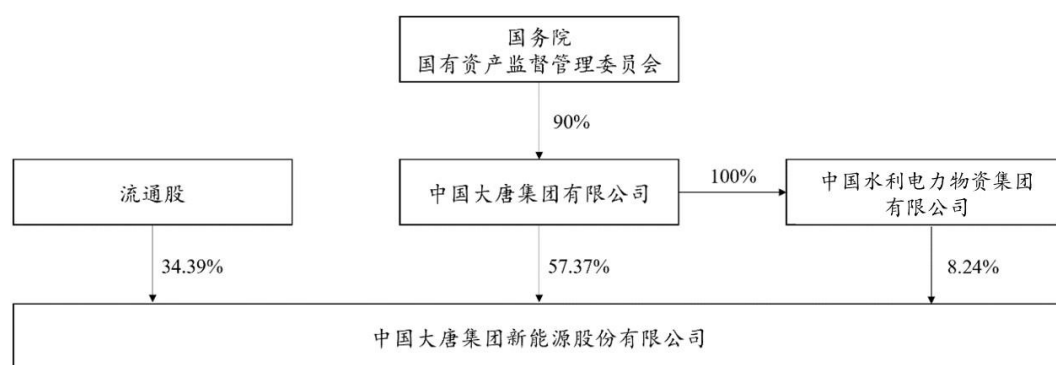 国务院
国有资产监督管理委员会
90%
流通股
中国大唐集团有限公司
100%
中国水利电力物资集团
有限公司
34.39%
57.37%
8.24%
中国大唐集团新能源股份有限公司